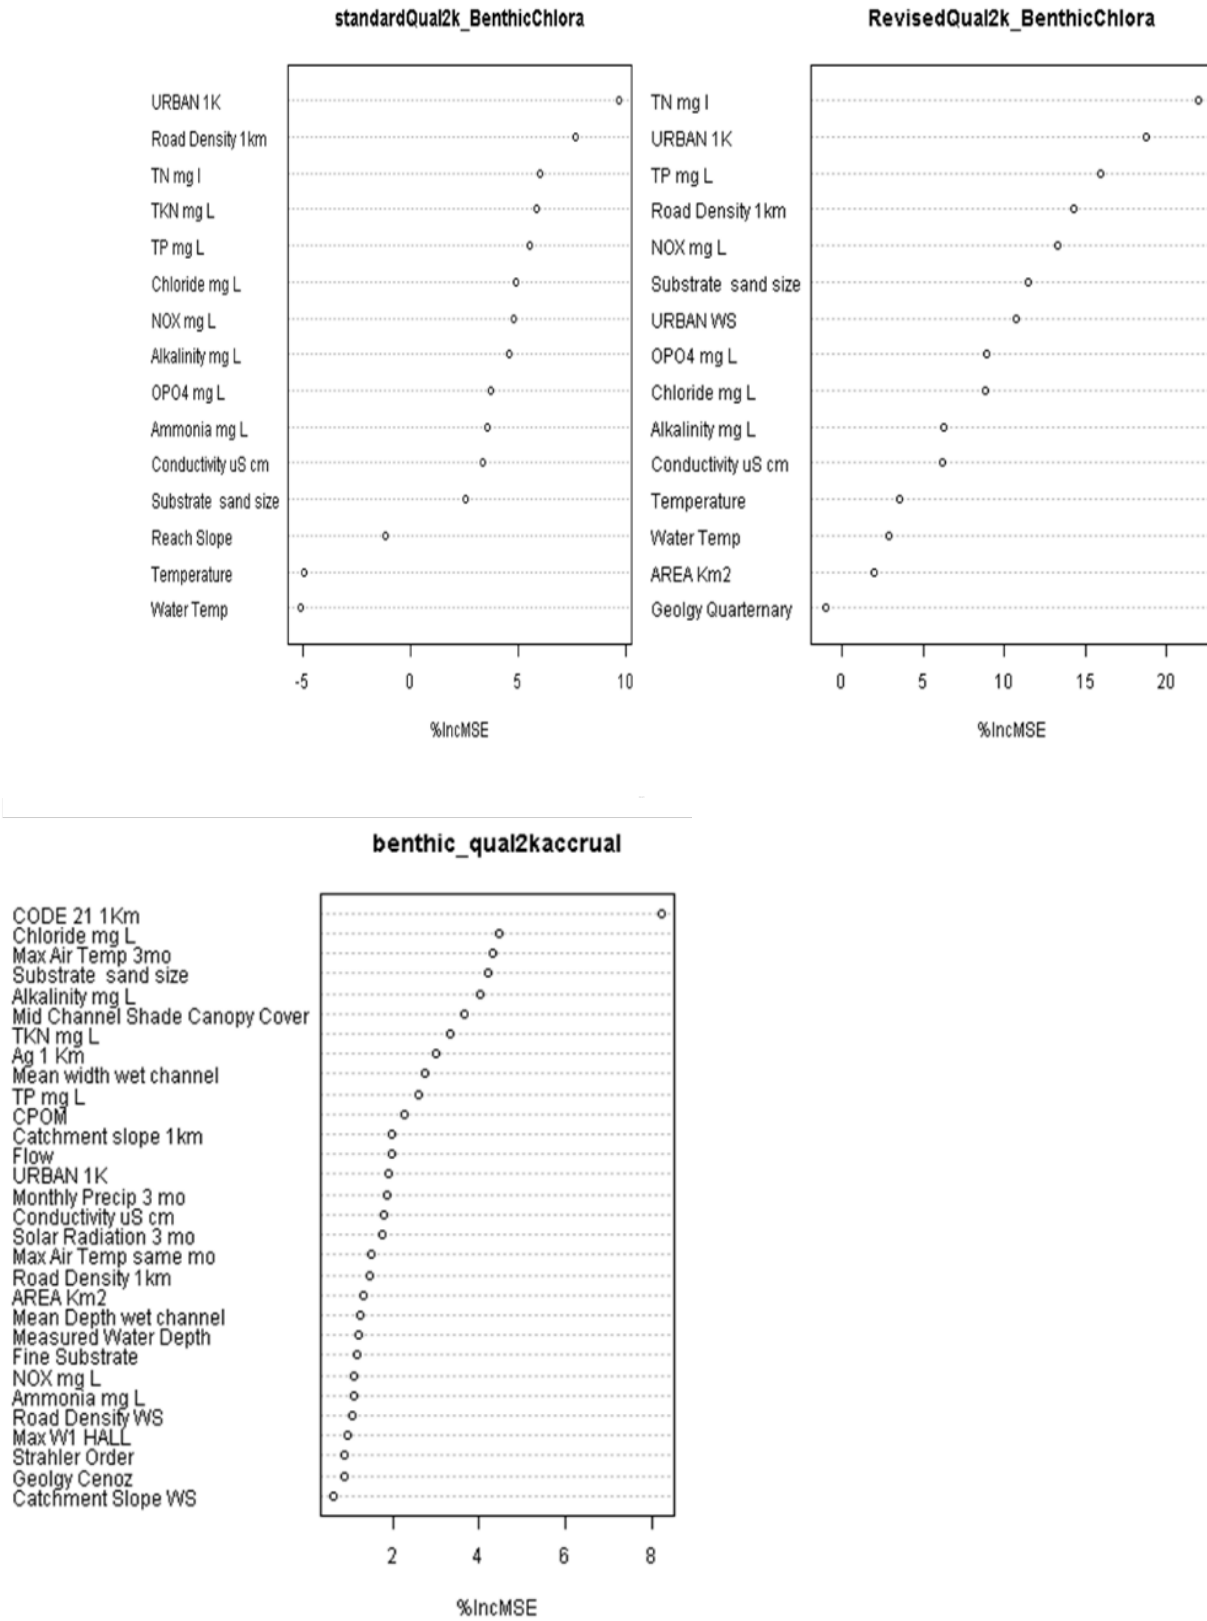 standardQual2k_BenthicChlora
URBAN 1K
Road Density 1km
TN mg l
TKN mg L
TP mg L
Chloride mg L
NOX mg L
Alkalinity mg L
OPO4 mg L
Ammonia mg L
Conductivity uS cm
Substrate sand size
Reach Slope
Temperature
Water Temp
-5 0 5 10
%IncMSE
RevisedQual2k_BenthicChlora
TN mg l
URBAN 1K
TP mg L
Road Density 1km
NOX mg L
Substrate sand size
URBAN WS
OPO4 mg L
Chloride mg L
Alkalinity mg L
Conductivity uS cm
Temperature
Water Temp
AREA Km2
Geolgy Quarternary
0 5 10 15 20
%IncMSE
benthic_qual2kaccrual
CODE 21 1Km
Chloride mg L
Max Air Temp 3mo
Substrate sand size
Alkalinity mg L
Mid Channel Shade Canopy Cover
TKN mg L
Ag 1 Km
Mean width wet channel
TP mg L
CPOM
Catchment slope 1km
Flow
URBAN 1K
Monthly Precip 3 mo
Conductivity uS cm
Solar Radiation 3 mo
Max Air Temp same mo
Road Density 1km
AREA Km2
Mean Depth wet channel
Measured Water Depth
Fine Substrate
NOX mg L
Ammonia mg L
Road Density WS
Max W1 HALL
Strahler Order
Geolgy Cenoz
Catchment Slope WS
2 4 6 8
%IncMSE